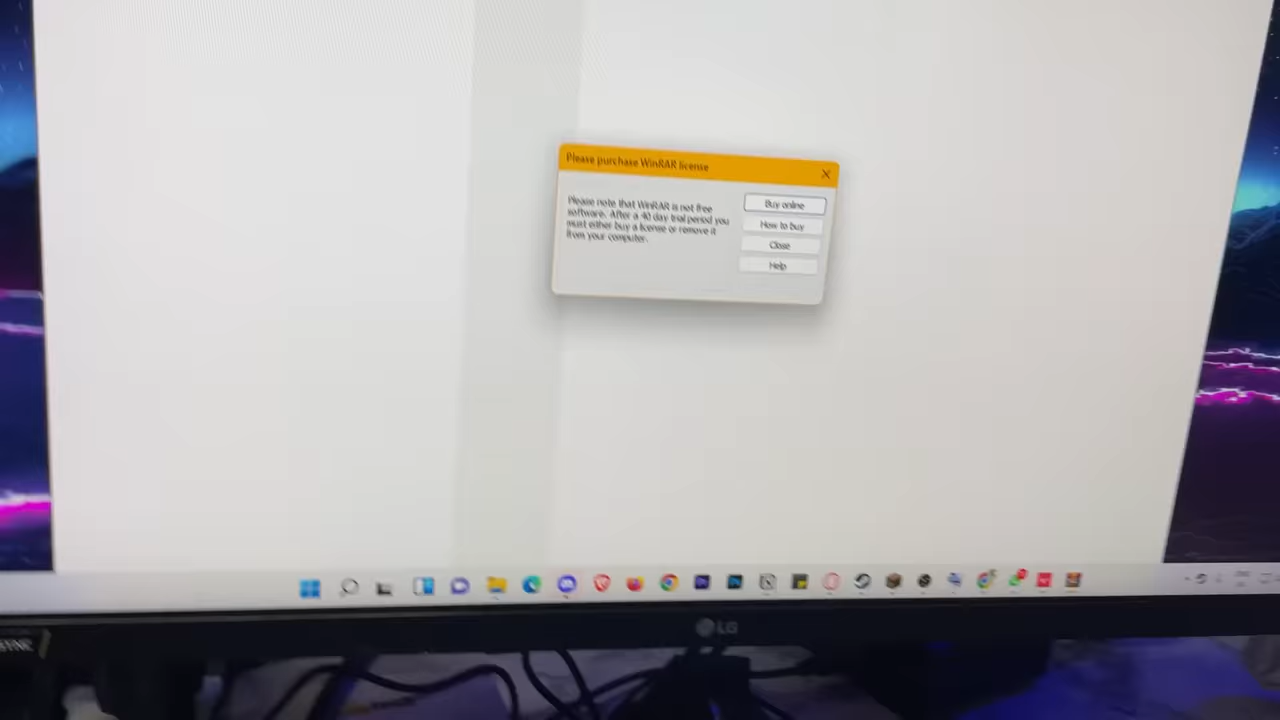 Please purchase WinRAR license
Please note that WinRAR is not free
software. After a 40 day trial period you
must either buy a license or remove it
from your computer.
Buy online
How to buy
Close
Help
LG
SYNC